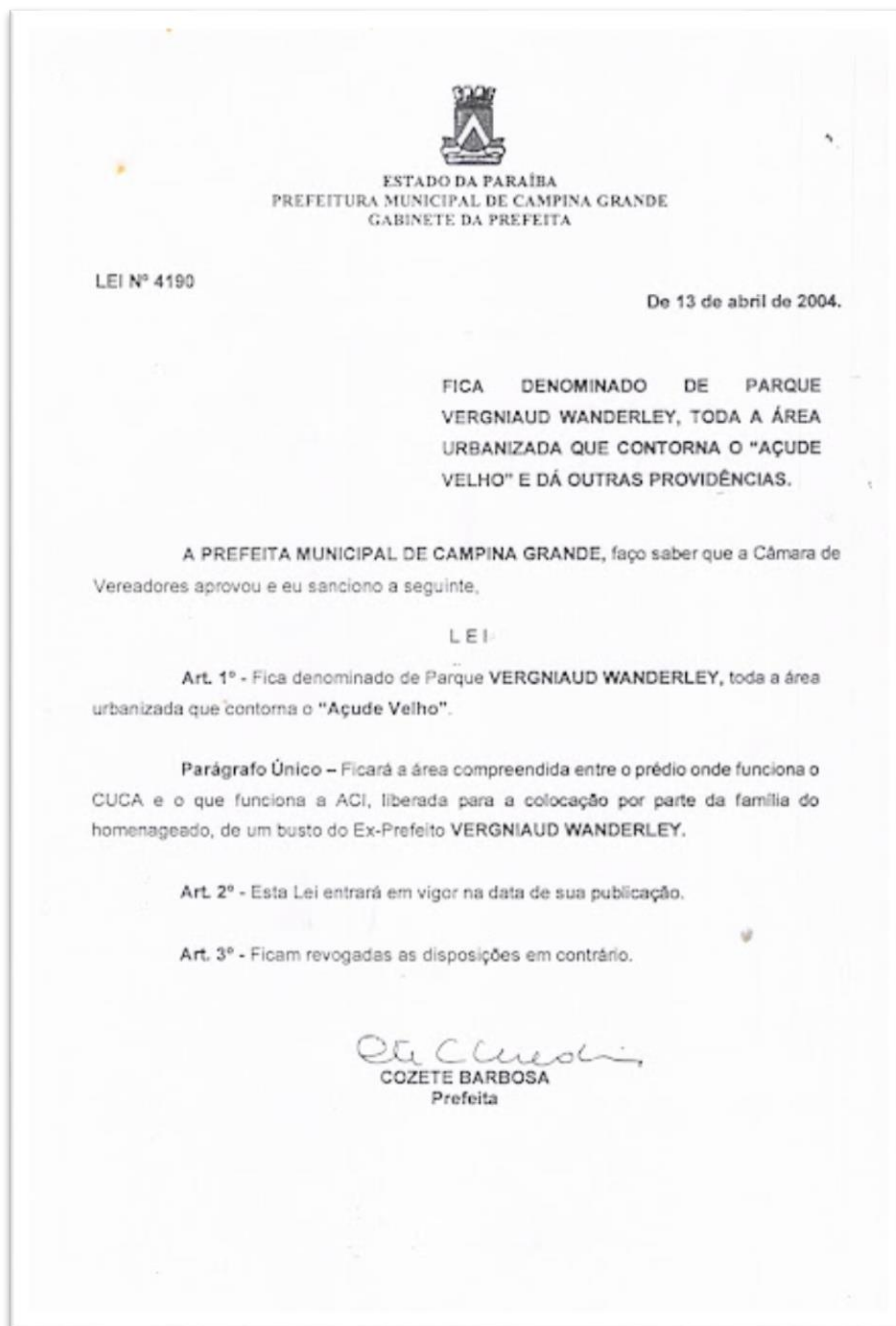 ESTADO DA PARAÍBA
PREFEITURA MUNICIPAL DE CAMPINA GRANDE
GABINETE DA PREFEITA
LEI Nº 4190
De 13 de abril de 2004.
FICA DENOMINADO DE PARQUE
VERGNIAUD WANDERLEY, TODA A ÁREA
URBANIZADA QUE CONTORNA O "AÇUDE
VELHO" E DÁ OUTRAS PROVIDÊNCIAS.
A PREFEITA MUNICIPAL DE CAMPINA GRANDE, faço saber que a Câmara de
Vereadores aprovou e eu sanciono a seguinte,
L E I
Art. 1º - Fica denominado de Parque VERGNIAUD WANDERLEY, toda a área
urbanizada que contorna o "Açude Velho".
Parágrafo Único – Ficará a área compreendida entre o prédio onde funciona o
CUCA e o que funciona a ACI, liberada para a colocação por parte da família do
homenageado, de um busto do Ex-Prefeito VERGNIAUD WANDERLEY.
Art. 2º - Esta Lei entrará em vigor na data de sua publicação.
Art. 3º - Ficam revogadas as disposições em contrário.
COZETE BARBOSA
Prefeita